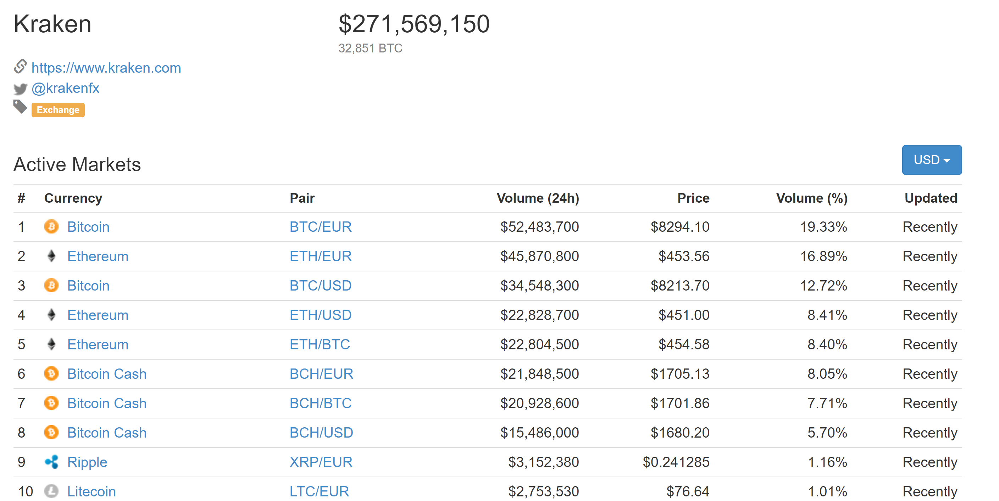 Kraken
$271,569,150
32,851 BTC
https://www.kraken.com
@krakenfx
Exchange
Active Markets
USD
# Currency Pair Volume (24h) Price Volume (%) Updated
1 Bitcoin BTC/EUR $52,483,700 $8294.10 19.33% Recently
2 Ethereum ETH/EUR $45,870,800 $453.56 16.89% Recently
3 Bitcoin BTC/USD $34,548,300 $8213.70 12.72% Recently
4 Ethereum ETH/USD $22,828,700 $451.00 8.41% Recently
5 Ethereum ETH/BTC $22,804,500 $454.58 8.40% Recently
6 Bitcoin Cash BCH/EUR $21,848,500 $1705.13 8.05% Recently
7 Bitcoin Cash BCH/BTC $20,928,600 $1701.86 7.71% Recently
8 Bitcoin Cash BCH/USD $15,486,000 $1680.20 5.70% Recently
9 Ripple XRP/EUR $3,152,380 $0.241285 1.16% Recently
10 Litecoin LTC/EUR $2,753,530 $76.64 1.01% Recently